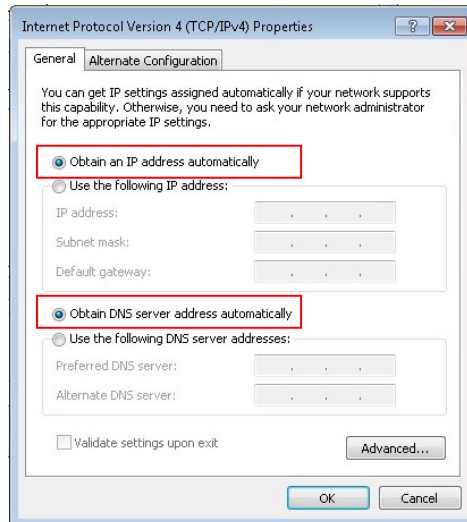 Internet Protocol Version 4 (TCP/IPv4) Properties
General
Alternate Configuration
You can get IP settings assigned automatically if your network supports
this capability. Otherwise, you need to ask your network administrator
for the appropriate IP settings.
Obtain an IP address automatically
Use the following IP address:
IP address:
Subnet mask:
Default gateway:
Obtain DNS server address automatically
Use the following DNS server addresses:
Preferred DNS server:
Alternate DNS server:
Validate settings upon exit
Advanced...
OK
Cancel